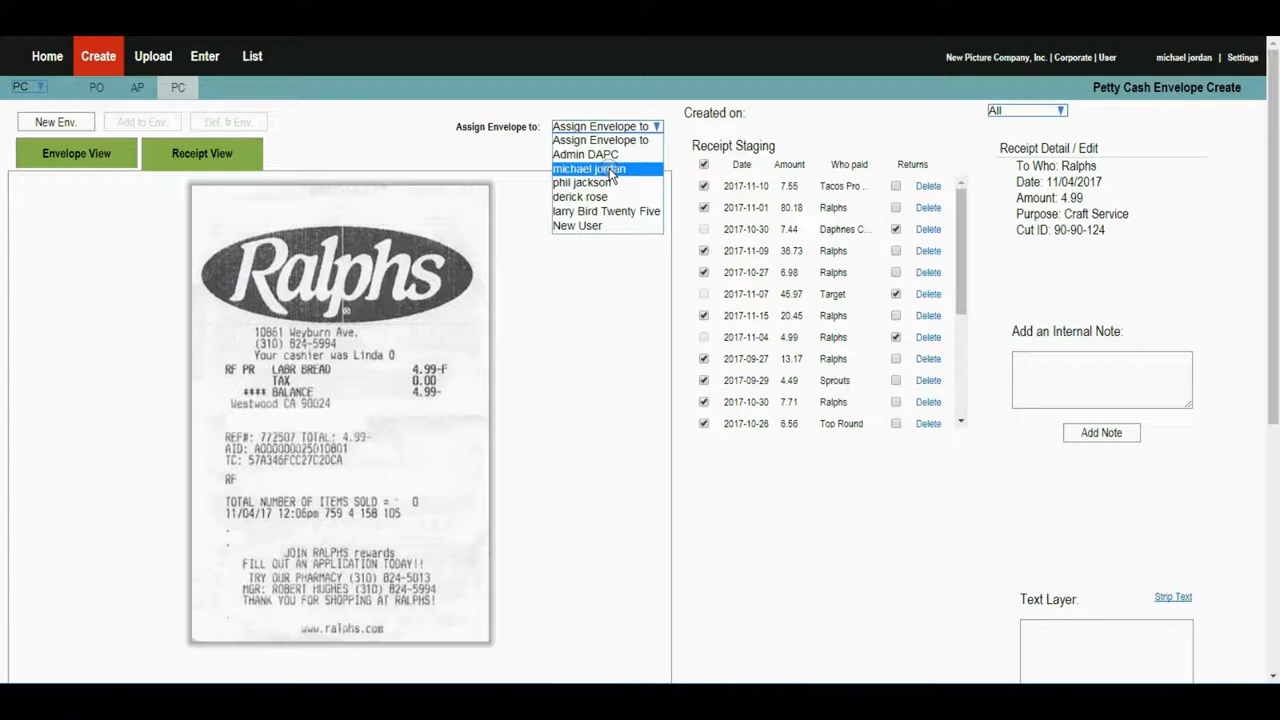 Home Create Upload Enter List
New Picture Company, Inc. | Corporate | User michael jordan | Settings
PC PO AP PC
Petty Cash Envelope Create
New Env. Add to Env. Del. fr Env.
Assign Envelope to: Assign Envelope to
Assign Envelope to
Admin DAPC
michael jordan
phil jackson
derick rose
larry Bird Twenty Five
New User
Envelope View Receipt View
Ralphs
®
10861 Weyburn Ave.
(310) 824-5994
Your cashier was Linda O
RF PR LABR BREAD 4.99-F
TAX 0.00
**** BALANCE 4.99-
Westwood CA 90024
REF#: 772507 TOTAL: 4.99-
AID: A0000000025010801
TC: 57A346FCC27C20CA
RF
TOTAL NUMBER OF ITEMS SOLD = 0
11/04/17 12:06pm 759 4 158 105
JOIN RALPHS rewards
FILL OUT AN APPLICATION TODAY!!
TRY OUR PHARMACY (310) 824-5013
MGR: ROBERT HUGHES (310) 824-5994
THANK YOU FOR SHOPPING AT RALPHS!
www.ralphs.com
Created on:
All
Receipt Staging
Date Amount Who paid Returns
2017-11-10 7.55 Tacos Pro ... Delete
2017-11-01 80.18 Ralphs Delete
2017-10-30 7.44 Daphnes C... Delete
2017-11-09 36.73 Ralphs Delete
2017-10-27 6.98 Ralphs Delete
2017-11-07 45.97 Target Delete
2017-11-15 20.45 Ralphs Delete
2017-11-04 4.99 Ralphs Delete
2017-09-27 13.17 Ralphs Delete
2017-09-29 4.49 Sprouts Delete
2017-10-30 7.71 Ralphs Delete
2017-10-26 6.56 Top Round Delete
Receipt Detail / Edit
To Who: Ralphs
Date: 11/04/2017
Amount: 4.99
Purpose: Craft Service
Cut ID: 90-90-124
Add an Internal Note:
Add Note
Text Layer: Strip Text